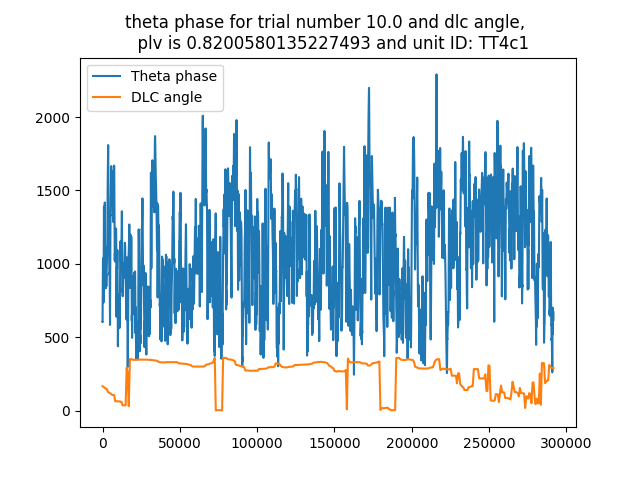 theta phase for trial number 10.0 and dlc angle,
plv is 0.8200580135227493 and unit ID: TT4c1
Theta phase
DLC angle
2000
1500
1000
500
0
0 50000 100000 150000 200000 250000 300000